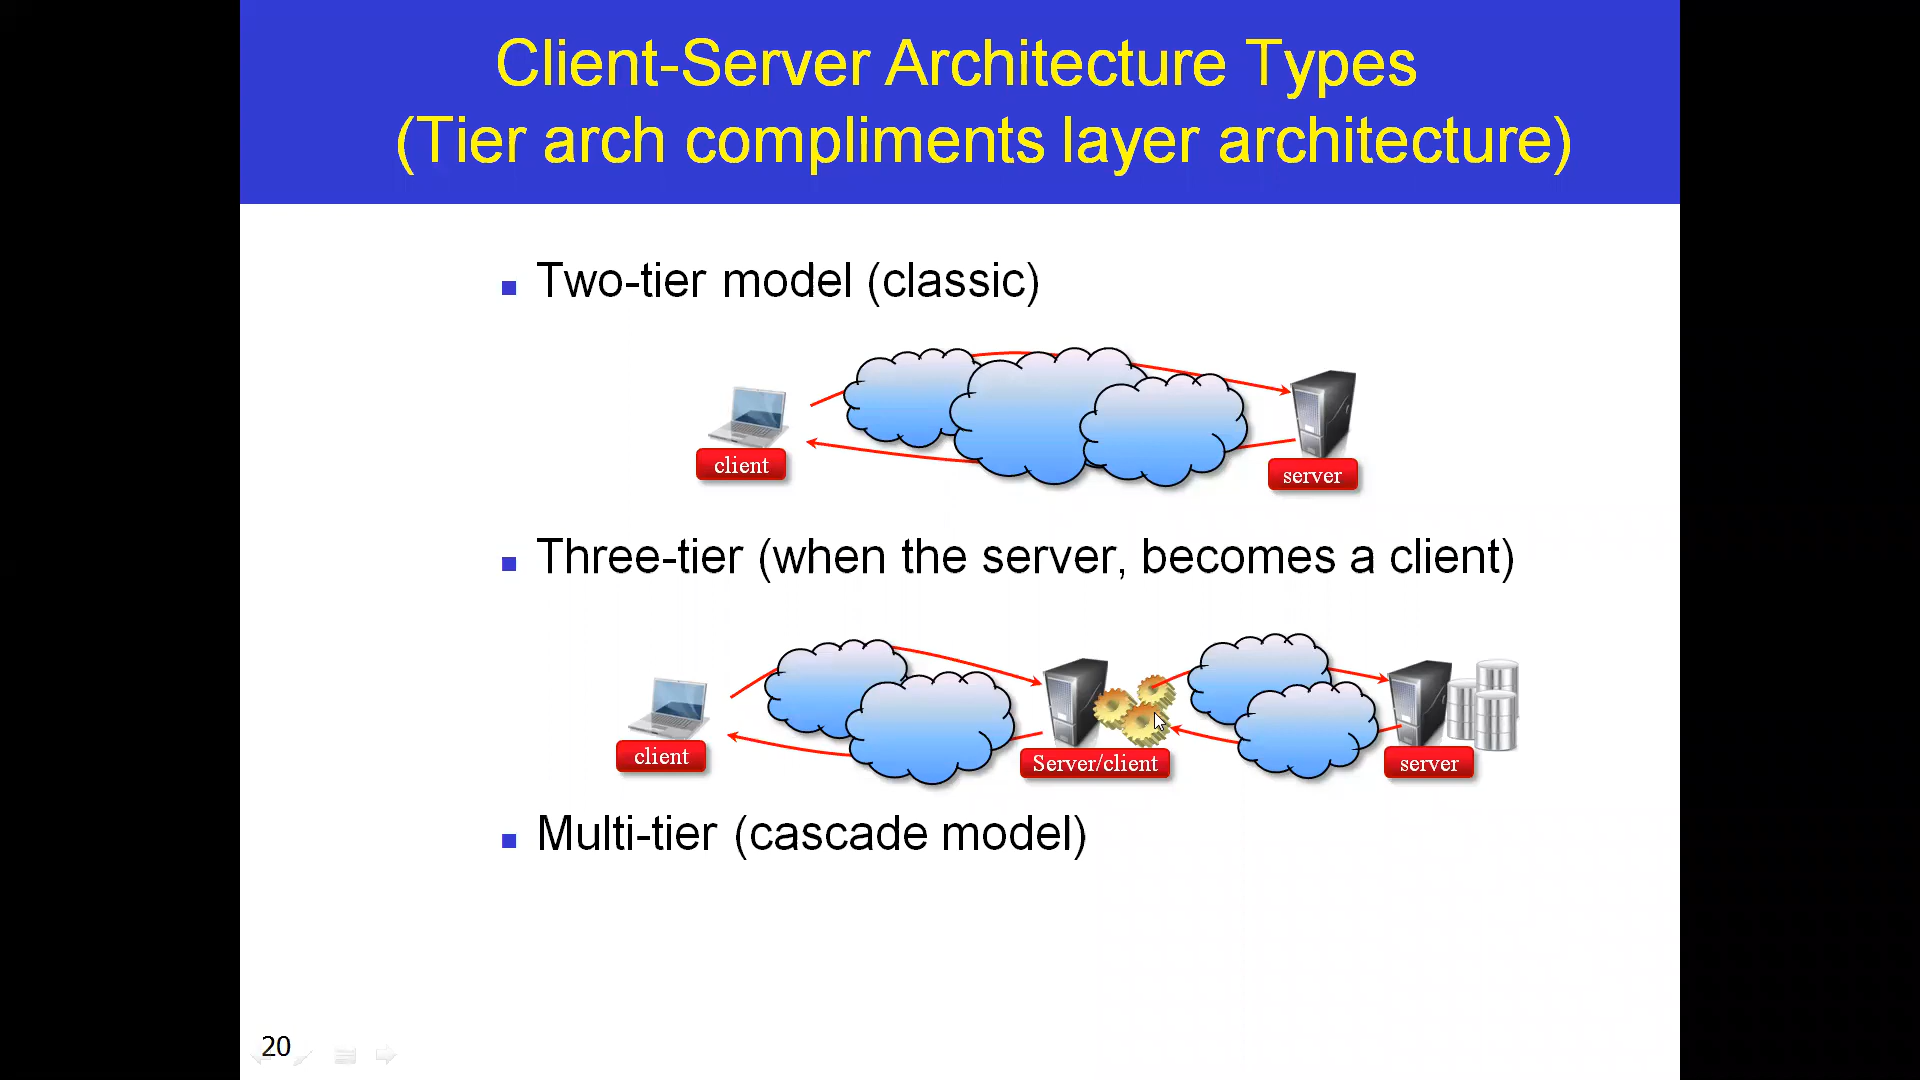 Client-Server Architecture Types
(Tier arch compliments layer architecture)
Two-tier model (classic)
client
server
Three-tier (when the server, becomes a client)
client
Server/client
server
Multi-tier (cascade model)
20